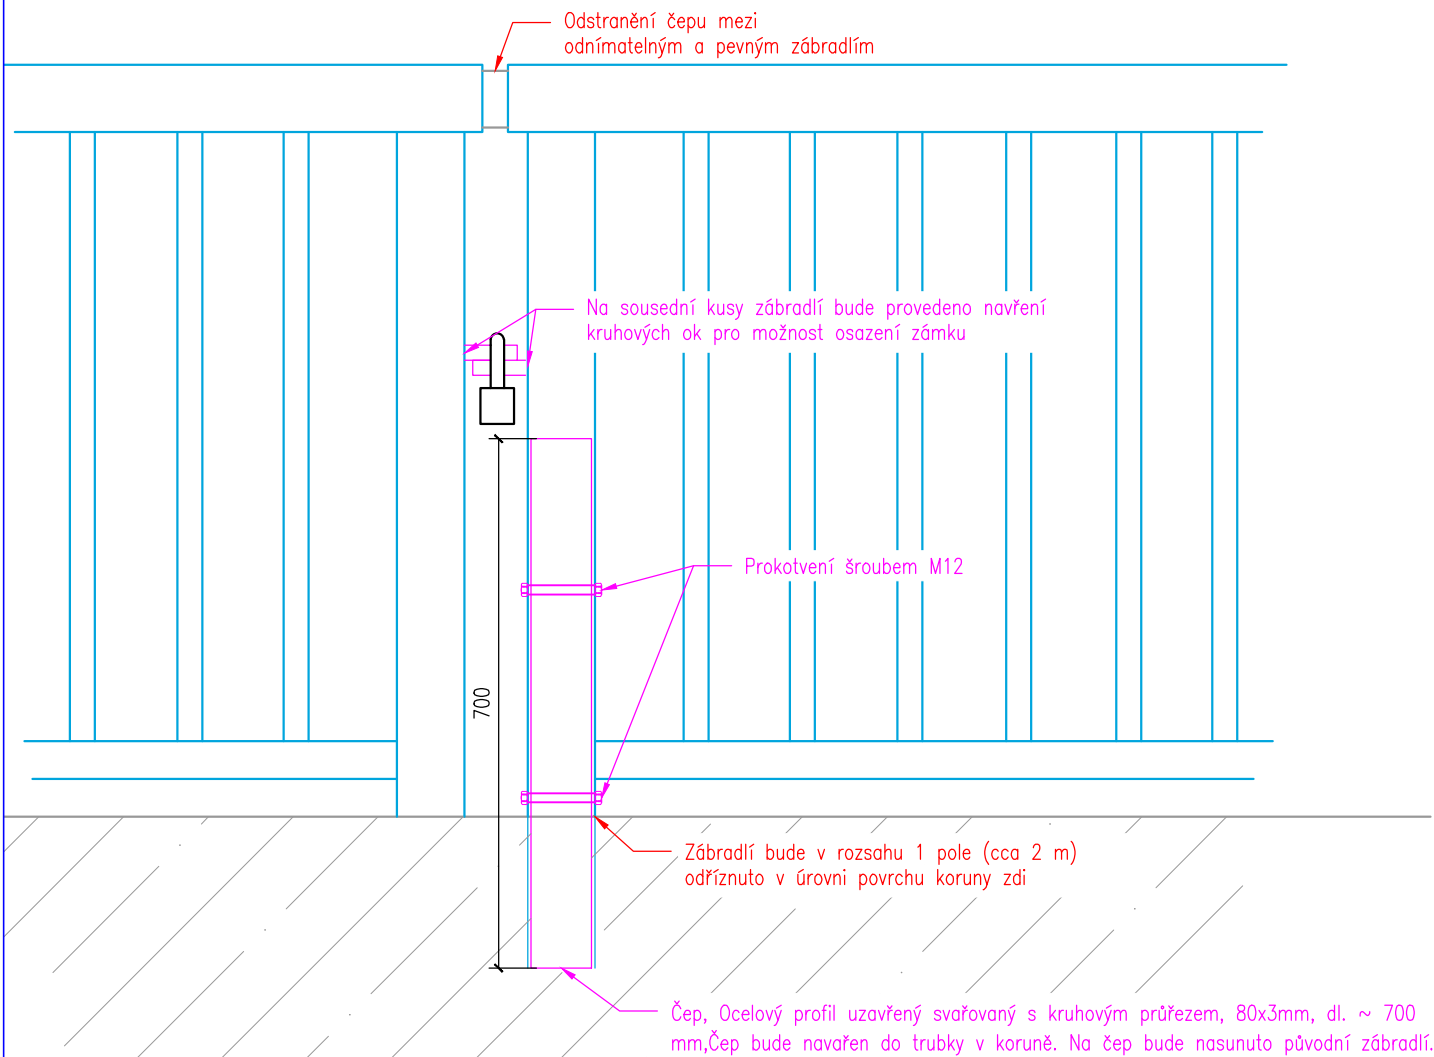 Odstranění čepu mezi
odnímatelným a pevným zábradlím
Na sousední kusy zábradlí bude provedeno navření
kruhových ok pro možnost osazení zámku
Prokotvení šroubem M12
700
Zábradlí bude v rozsahu 1 pole (cca 2 m)
odříznuto v úrovni povrchu koruny zdi
Čep, Ocelový profil uzavřený svařovaný s kruhovým průřezem, 80x3mm, dl. ~ 700
mm,Čep bude navařen do trubky v koruně. Na čep bude nasunuto původní zábradlí.